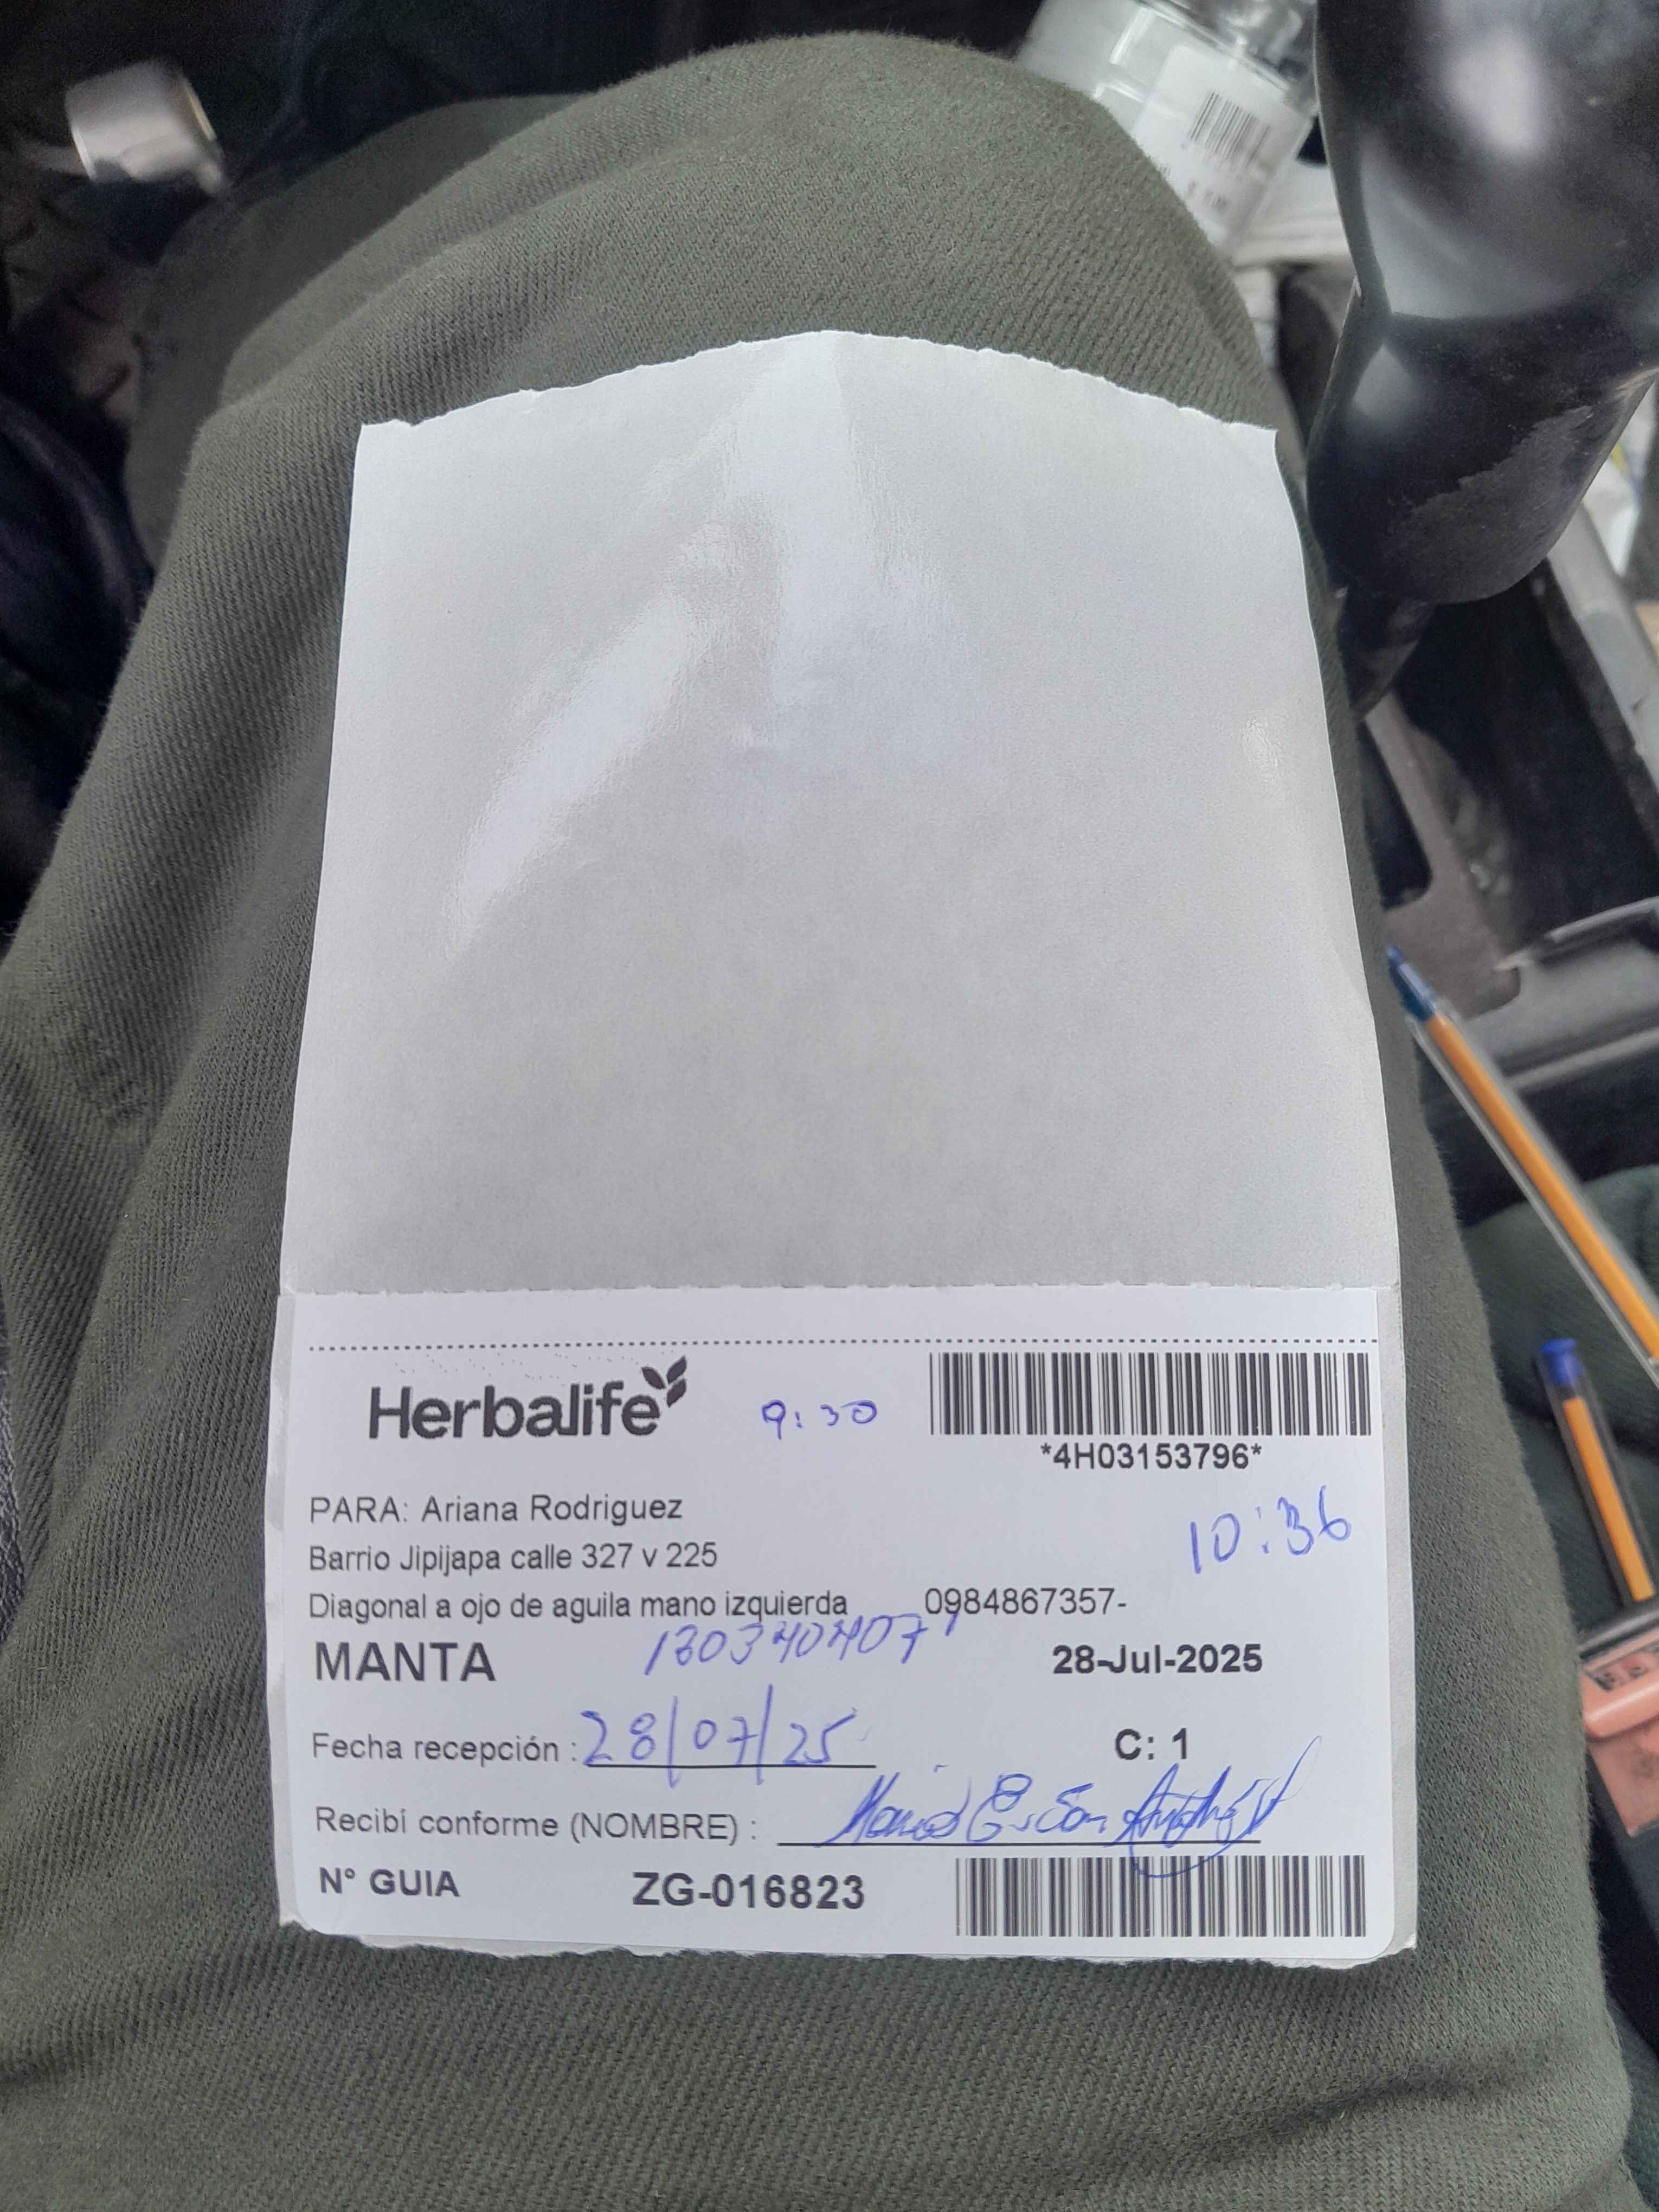 Herbalife
9:30
*4H03153796*
PARA: Ariana Rodriguez
10:36
Barrio Jipijapa calle 327 v 225
Diagonal a ojo de aguila mano izquierda 0984867357-
MANTA 28-Jul-2025
Fecha recepción : 28/07/25 C: 1
Recibí conforme (NOMBRE) :
N° GUIA ZG-016823